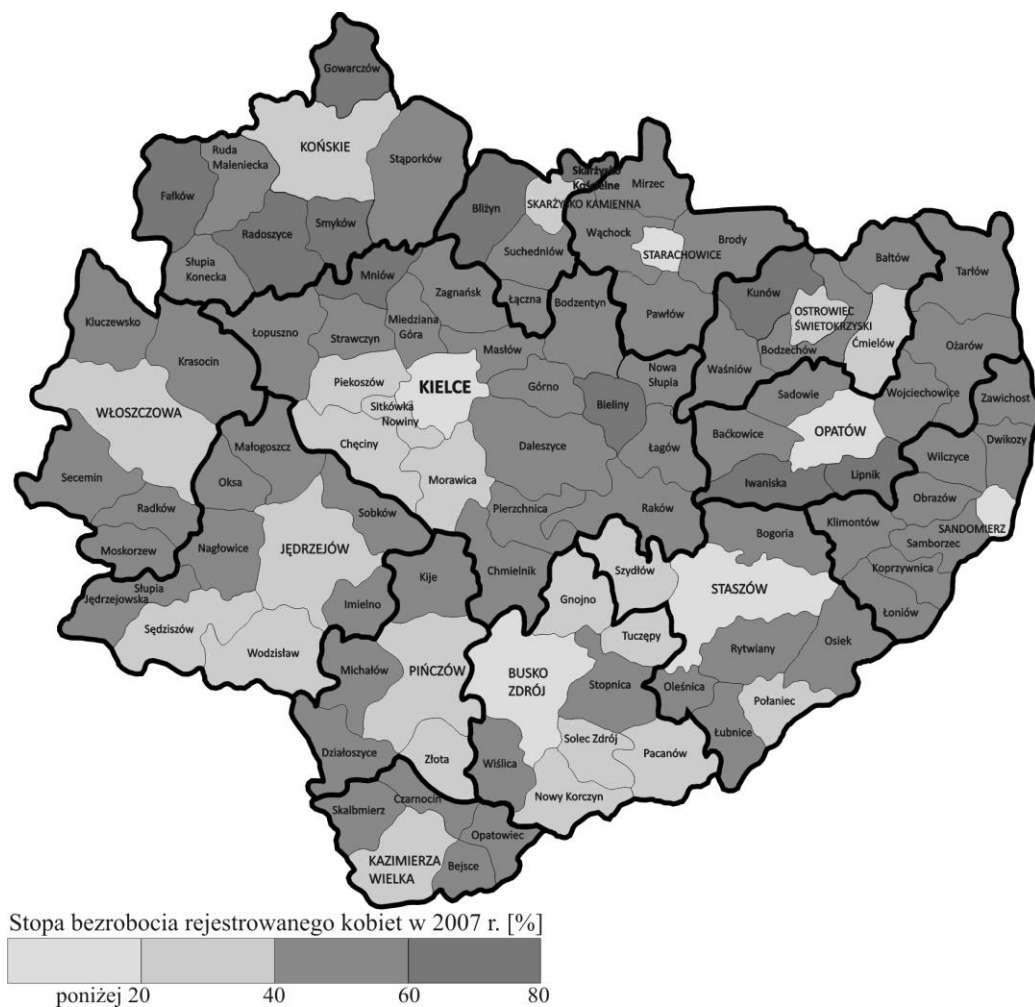 Gowarczów
KOŃSKIE
Stąporków
Ruda
Maleniecka
Fałków
Radoszyce
Smyków
Słupia
Konecka
Bliżyn
Skarżysko
Kościelne
SKARŻYSKO KAMIENNA
Suchedniów
Łączna
Mirzec
Wąchock
STARACHOWICE
Brody
Pawłów
Bałtów
Kunów
OSTROWIEC
ŚWIETOKRZYSKI
Ćmielów
Bodzechów
Waśniów
Tarłów
Ożarów
Sadowie
Wojciechowice
OPATÓW
Baćkowice
Iwaniska
Lipnik
Zawichost
Dwikozy
Wilczyce
Obrazów
SANDOMIERZ
Klimontów
Samborzec
Koprzywnica
Łoniów
Mniów
Zagnańsk
Bodzentyn
Łopuszno
Strawczyn
Miedziana
Góra
Masłów
Nowa
Słupia
Piekoszów
KIELCE
Górno
Bieliny
Sitkówka
Nowiny
Chęciny
Daleszyce
Łagów
Morawica
Pierzchnica
Raków
Chmielnik
Kluczewsko
Krasocin
WŁOSZCZOWA
Secemin
Radków
Moskorzew
Małogoszcz
Oksa
Sobków
Nagłowice
JĘDRZEJÓW
Imielno
Słupia
Jędrzejowska
Sędziszów
Wodzisław
Kije
Michałów
PIŃCZÓW
Działoszyce
Złota
Gnojno
Tuczępy
BUSKO
ZDRÓJ
Stopnica
Solec Zdrój
Pacanów
Wiślica
Nowy Korczyn
Szydłów
Bogoria
STASZÓW
Rytwiany
Osiek
Oleśnica
Połaniec
Łubnice
Skalbmierz
Czarnocin
Opatowiec
KAZIMIERZA
WIELKA
Bejsce
Stopa bezrobocia rejestrowanego kobiet w 2007 r. [%]
poniżej 20 40 60 80